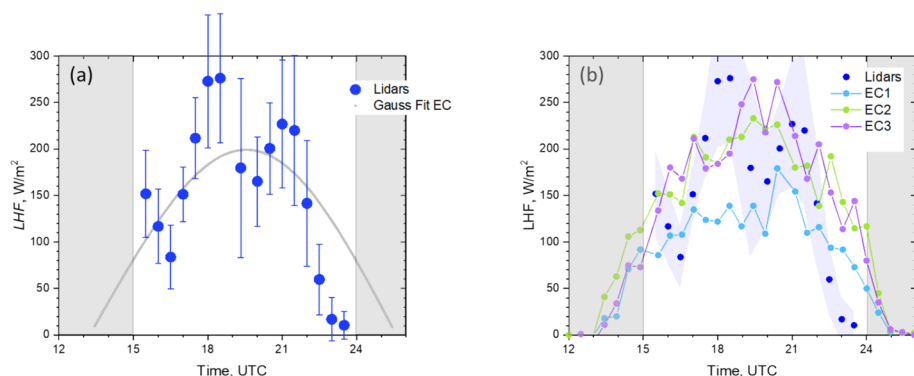 300
(a)
Lidars
Gauss Fit EC
250
200
150
100
50
0
LHF, W/m²
12
15
18
21
24
Time, UTC
300
(b)
Lidars
EC1
EC2
EC3
250
200
150
100
50
0
LHF, W/m²
12
15
18
21
24
Time, UTC